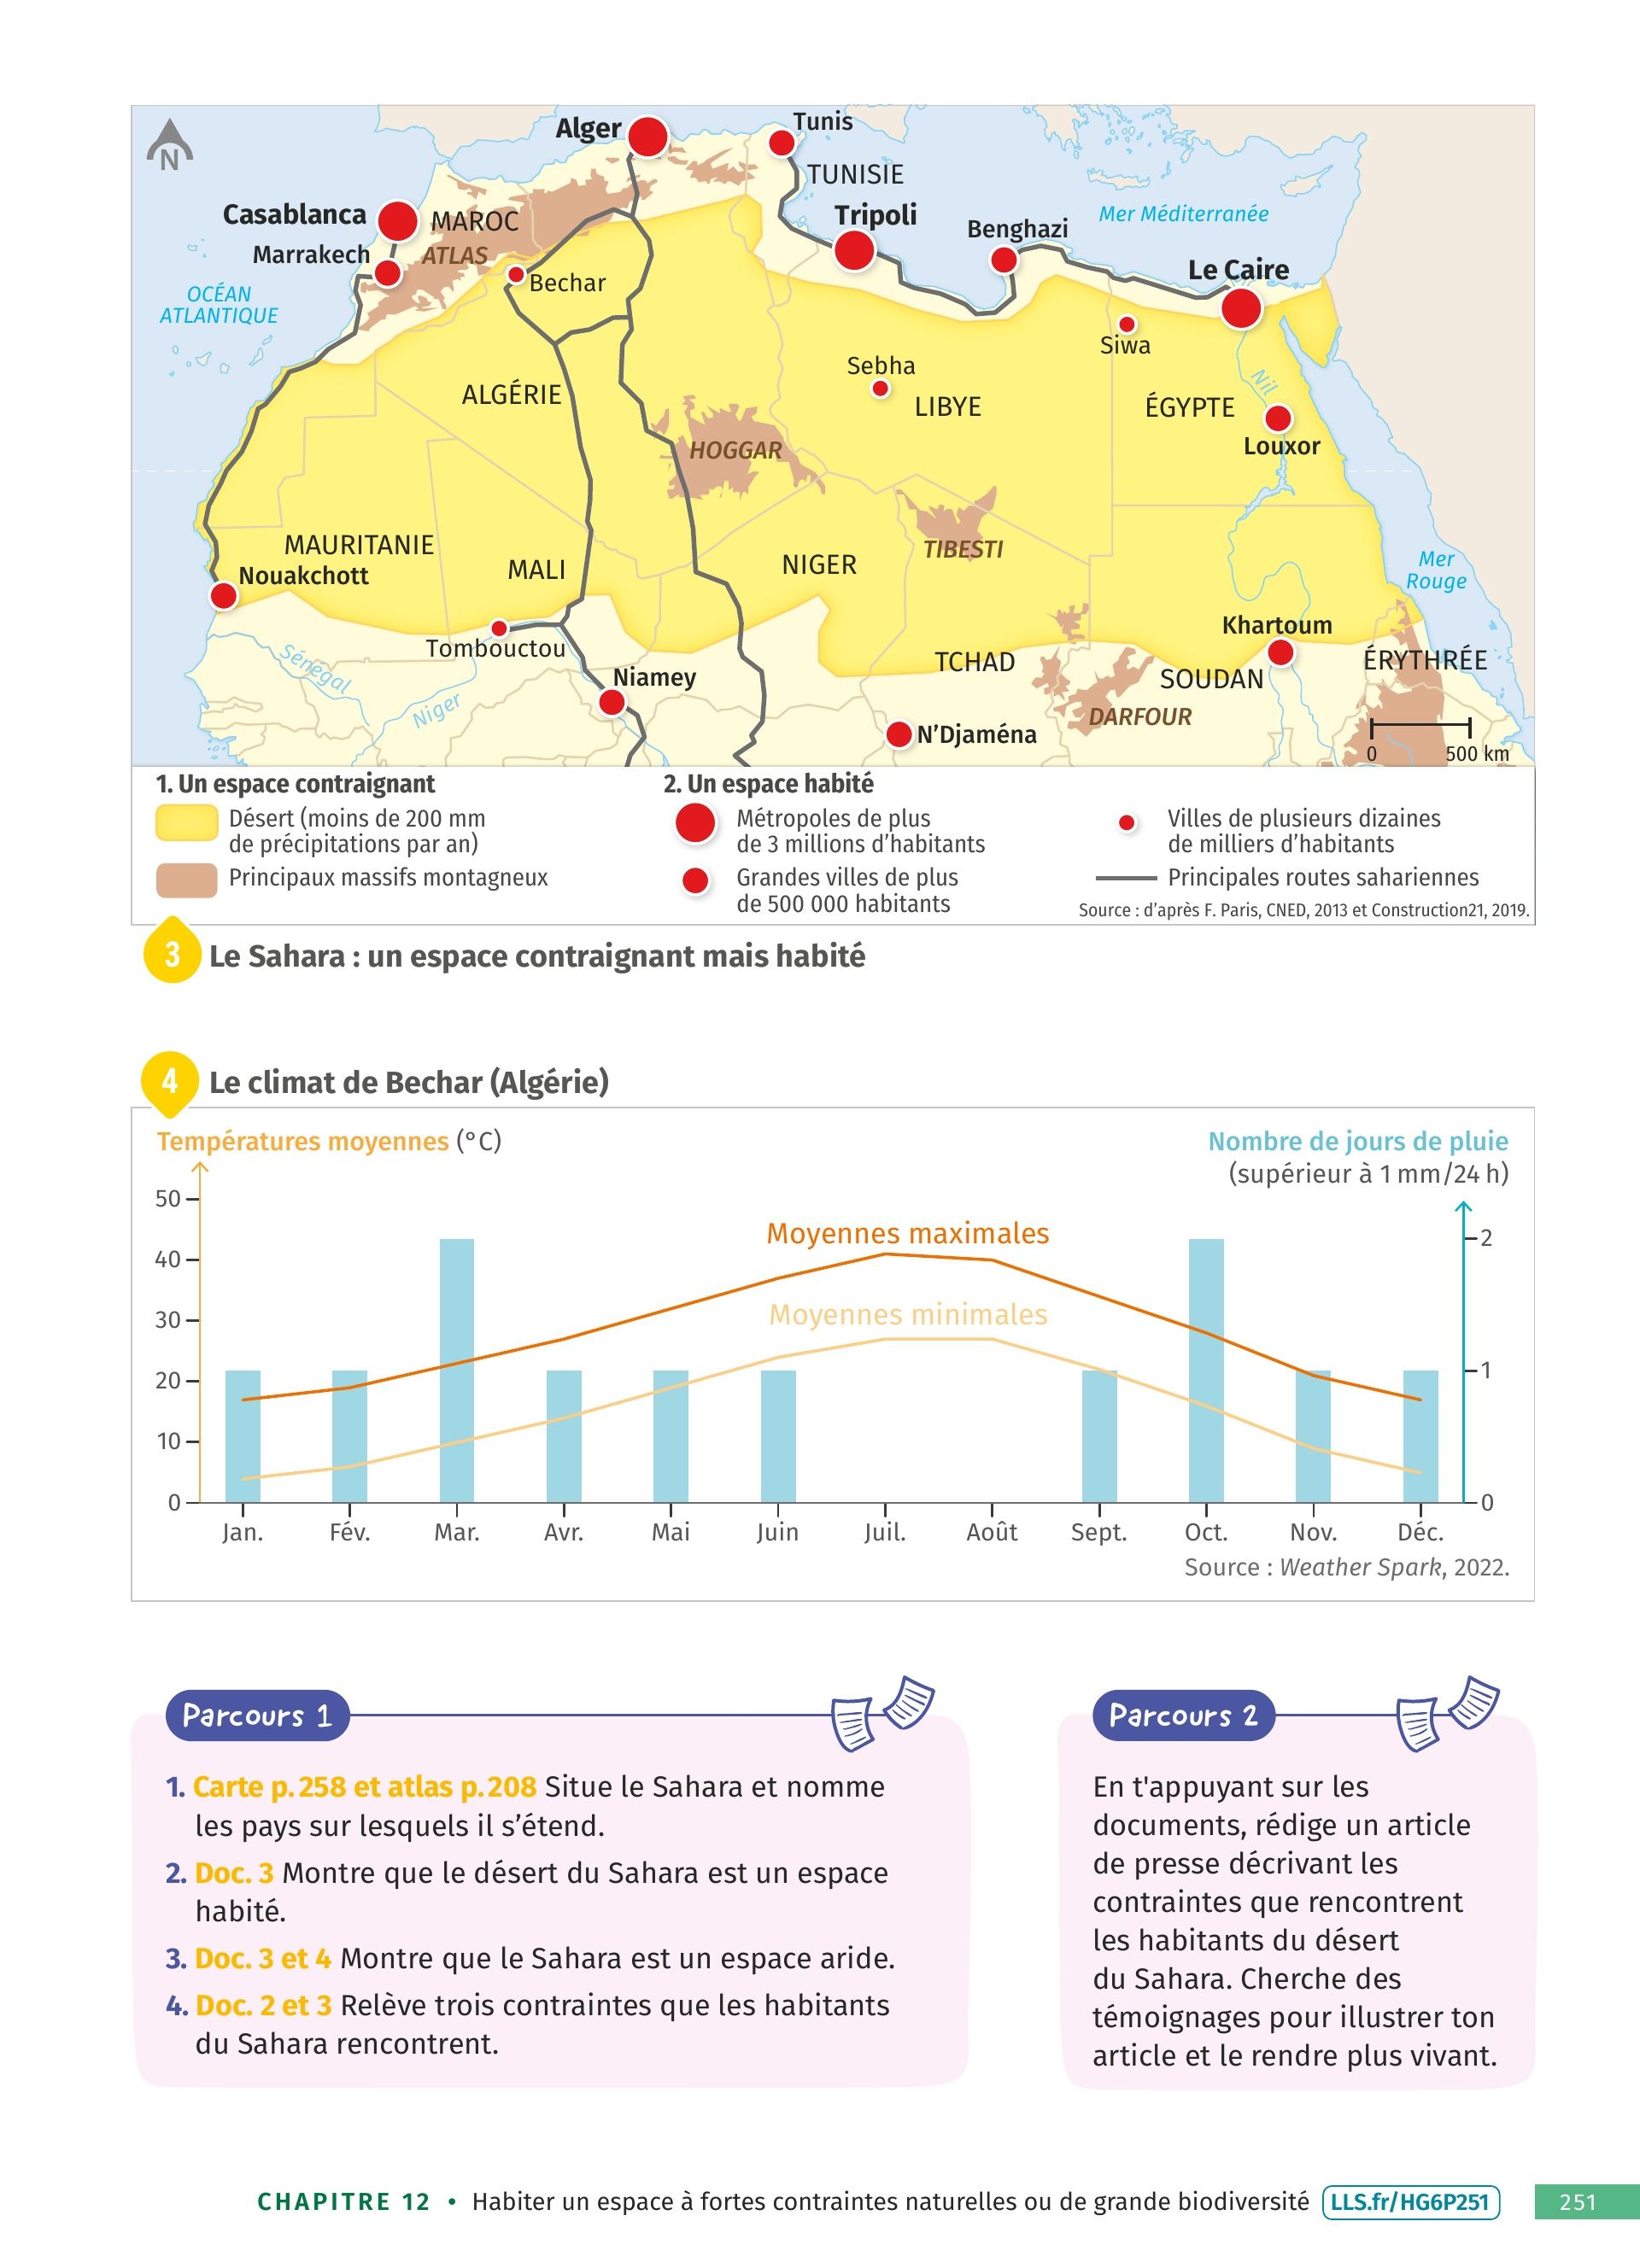 N
Alger
Tunis
TUNISIE
Casablanca
MAROC
Tripoli
Benghazi
Mer Méditerranée
Marrakech
ATLAS
Le Caire
OCÉAN
ATLANTIQUE
Bechar
Siwa
Sebha
Nil
ALGÉRIE
LIBYE
ÉGYPTE
HOGGAR
Louxor
MAURITANIE
MALI
NIGER
TIBESTI
Mer
Rouge
Nouakchott
Khartoum
Tombouctou
Sénégal
TCHAD
ÉRYTHRÉE
Niamey
SOUDAN
Niger
DARFOUR
N’Djaména
0 500 km
1. Un espace contraignant
Désert (moins de 200 mm
de précipitations par an)
Principaux massifs montagneux
2. Un espace habité
Métropoles de plus
de 3 millions d’habitants
Grandes villes de plus
de 500 000 habitants
Villes de plusieurs dizaines
de milliers d’habitants
Principales routes sahariennes
Source : d’après F. Paris, CNED, 2013 et Construction21, 2019.
3 Le Sahara : un espace contraignant mais habité
4 Le climat de Bechar (Algérie)
Températures moyennes (°C)
Nombre de jours de pluie
(supérieur à 1 mm/24 h)
50
40
30
20
10
0
Moyennes maximales
Moyennes minimales
2
1
0
Jan. Fév. Mar. Avr. Mai Juin Juil. Août Sept. Oct. Nov. Déc.
Source : Weather Spark, 2022.
Parcours 1
1. Carte p. 258 et atlas p. 208 Situe le Sahara et nomme
les pays sur lesquels il s’étend.
2. Doc. 3 Montre que le désert du Sahara est un espace
habité.
3. Doc. 3 et 4 Montre que le Sahara est un espace aride.
4. Doc. 2 et 3 Relève trois contraintes que les habitants
du Sahara rencontrent.
Parcours 2
En t'appuyant sur les
documents, rédige un article
de presse décrivant les
contraintes que rencontrent
les habitants du désert
du Sahara. Cherche des
témoignages pour illustrer ton
article et le rendre plus vivant.
CHAPITRE 12 • Habiter un espace à fortes contraintes naturelles ou de grande biodiversité LLS.fr/HG6P251 251